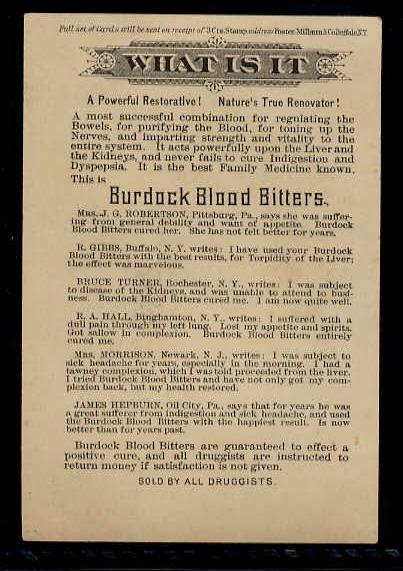 Full set of Cards will be sent on receipt of 3 Cts. Stamp, address Foster, Milburn & Co Buffalo N.Y.
WHAT IS IT
A Powerful Restorative! Nature's True Renovator!
A most successful combination for regulating the
Bowels, for purifying the Blood, for toning up the
Nerves, and imparting strength and vitality to the
entire system. It acts powerfully upon the Liver and
the Kidneys, and never fails to cure Indigestion and
Dyspepsia. It is the best Family Medicine known.
This is
Burdock Blood Bitters.
MRS. J. G. ROBERTSON, Pittsburg, Pa., says she was suffer-
ing from general debility and want of appetite. Burdock
Blood Bitters cured her. She has not felt better for years.
R. GIBBS, Buffalo, N. Y. writes: I have used your Burdock
Blood Bitters with the best results, for Torpidity of the Liver;
the effect was marvelous.
BRUCE TURNER, Rochester, N. Y., writes: I was subject
to disease of the Kidneys, and was unable to attend to busi-
ness. Burdock Blood Bitters cured me. I am now quite well.
R. A. HALL, Binghamton, N. Y., writes: I suffered with a
dull pain through my left lung. Lost my appetite and spirits.
Got sallow in complexion. Burdock Blood Bitters entirely
cured me.
MRS. MORRISON, Newark, N. J., writes: I was subject to
sick headache for years, especially in the morning. I had a
tawney complexion, which I was told proceeded from the liver.
I tried Burdock Blood Bitters and have not only got my com-
plexion back, but my health restored.
JAMES HEPBURN, Oil City, Pa., says that for years he was
a great sufferer from indigestion and sick headache, and used
the Burdock Blood Bitters with the happiest result. Is now
better than for years past.
Burdock Blood Bitters are guaranteed to effect a
positive cure, and all druggists are instructed to
return money if satisfaction is not given.
SOLD BY ALL DRUGGISTS.